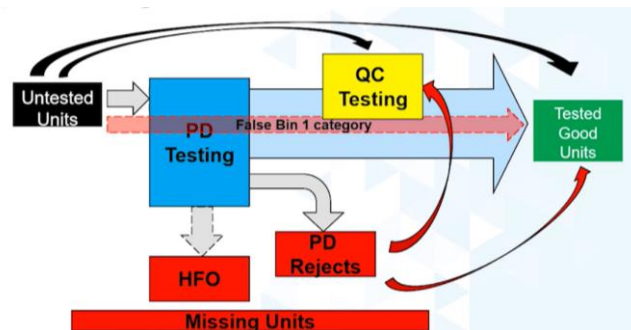 Untested
Units
PD
Testing
QC
Testing
False Bin 1 category
Tested
Good
Units
HFO
PD
Rejects
Missing Units